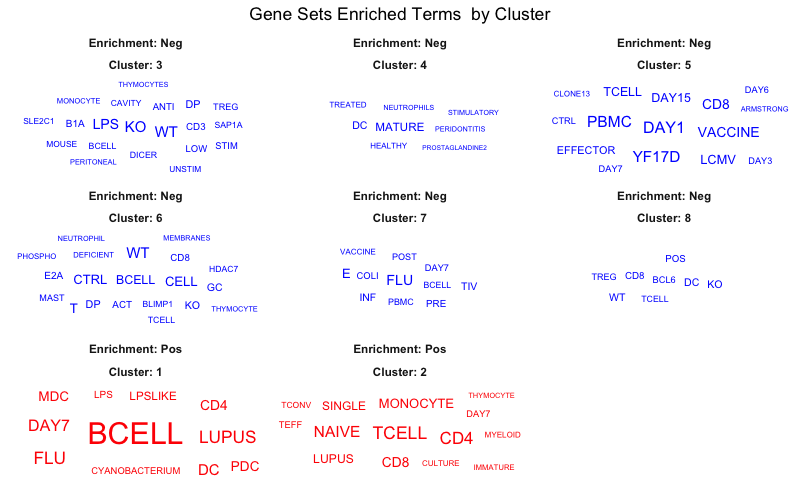 Gene Sets Enriched Terms by Cluster
Enrichment: Neg
Cluster: 3
THYMOCYTES
MONOCYTE CAVITY ANTI DP TREG
SLE2C1 B1A LPS KO WT CD3 SAP1A
MOUSE BCELL LOW STIM
PERITONEAL DICER
UNSTIM
Enrichment: Neg
Cluster: 4
TREATED NEUTROPHILS STIMULATORY
DC MATURE PERIDONTITIS
HEALTHY PROSTAGLANDINE2
Enrichment: Neg
Cluster: 5
CLONE13 TCELL DAY15 CD8 DAY6
ARMSTRONG
CTRL PBMC DAY1 VACCINE
EFFECTOR YF17D LCMV DAY3
DAY7
Enrichment: Neg
Cluster: 6
NEUTROPHIL MEMBRANES
PHOSPHO DEFICIENT WT CD8
E2A CTRL BCELL CELL HDAC7
GC
MAST T DP ACT BLIMP1 KO THYMOCYTE
TCELL
Enrichment: Neg
Cluster: 7
VACCINE POST
E COLI FLU DAY7
BCELL TIV
INF PBMC PRE
Enrichment: Neg
Cluster: 8
POS
TREG CD8 BCL6 DC KO
WT TCELL
Enrichment: Pos
Cluster: 1
MDC LPS LPSLIKE CD4
DAY7 BCELL LUPUS
FLU CYANOBACTERIUM DC PDC
Enrichment: Pos
Cluster: 2
TCONV SINGLE MONOCYTE THYMOCYTE
DAY7
TEFF NAIVE TCELL CD4 MYELOID
LUPUS CD8 CULTURE IMMATURE